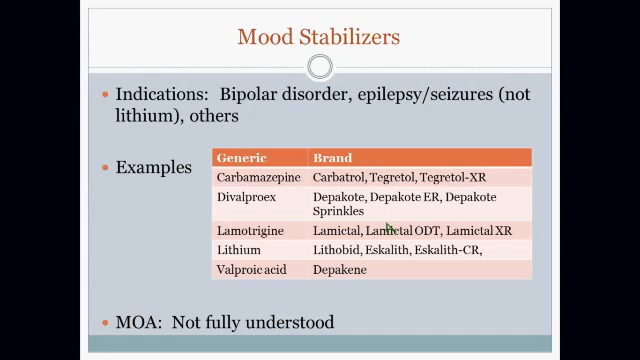 Mood Stabilizers
• Indications: Bipolar disorder, epilepsy/seizures (not
lithium), others
• Examples
Generic Brand
Carbamazepine Carbatrol, Tegretol, Tegretol-XR
Divalproex Depakote, Depakote ER, Depakote
Sprinkles
Lamotrigine Lamictal, Lamictal ODT, Lamictal XR
Lithium Lithobid, Eskalith, Eskalith-CR,
Valproic acid Depakene
• MOA: Not fully understood